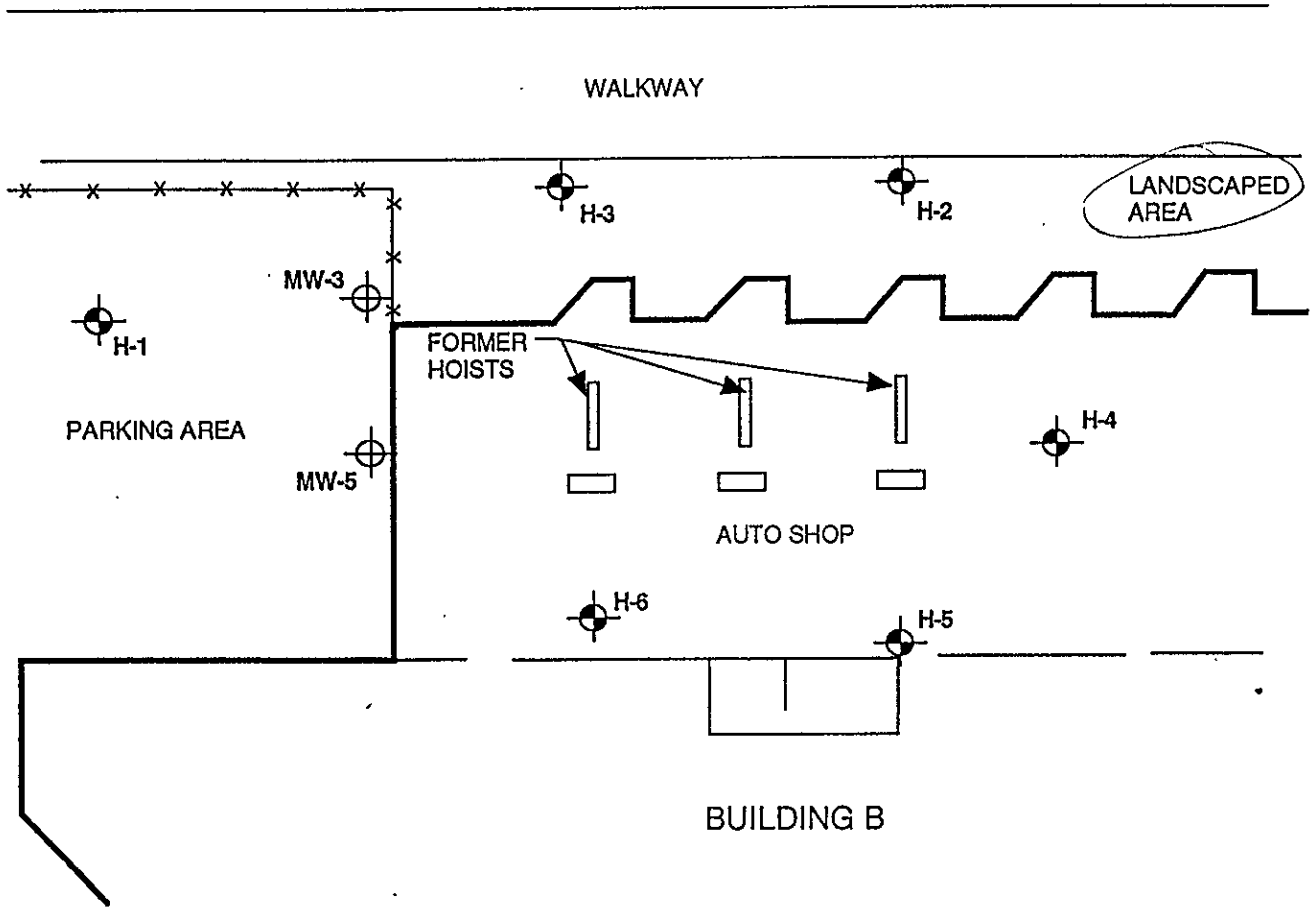 WALKWAY
LANDSCAPED
AREA
H-3
H-2
MW-3
H-1
FORMER
HOISTS
PARKING AREA
H-4
MW-5
AUTO SHOP
H-6
H-5
BUILDING B